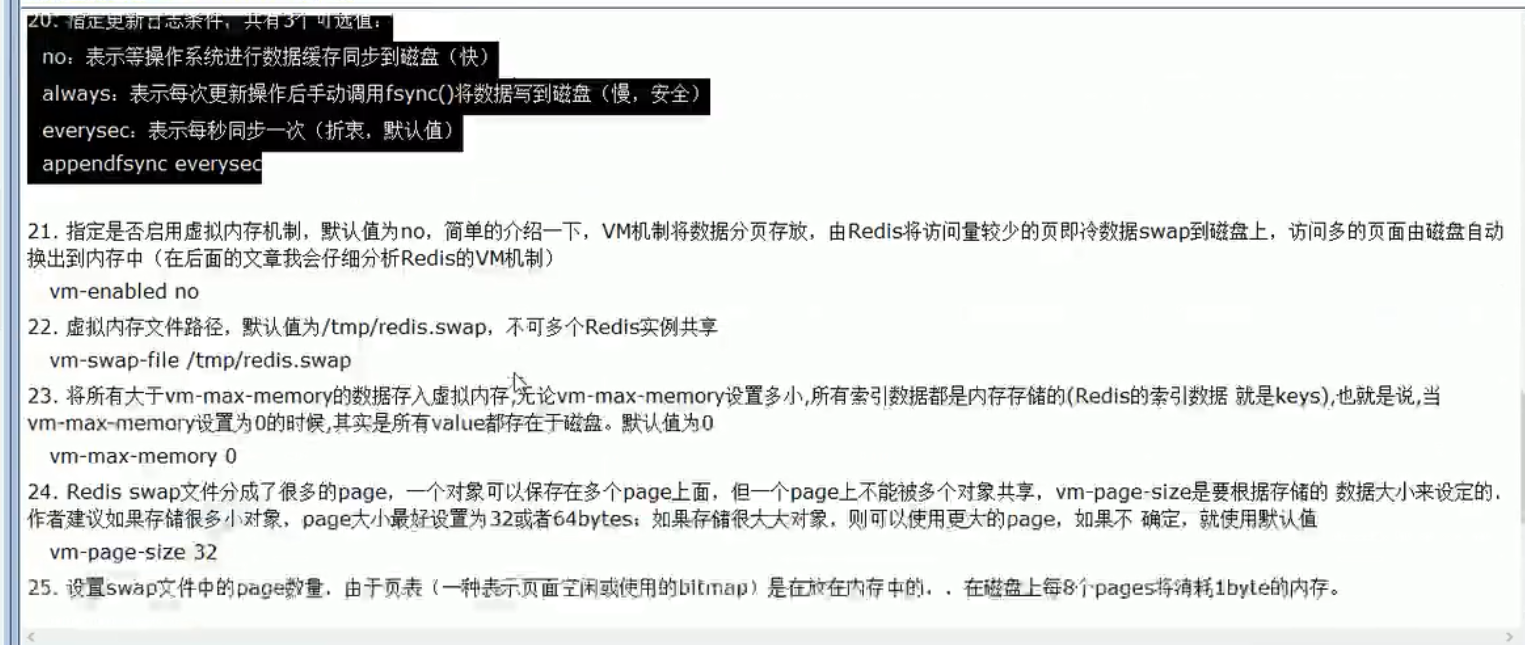 20. 指定更新日志条件，共有3个可选值：
no：表示等操作系统进行数据缓存同步到磁盘（快）
always：表示每次更新操作后手动调用fsync()将数据写到磁盘（慢，安全）
everysec：表示每秒同步一次（折衷，默认值）
appendfsync everysec
21. 指定是否启用虚拟内存机制，默认值为no，简单的介绍一下，VM机制将数据分页存放，由Redis将访问量较少的页即冷数据swap到磁盘上，访问多的页面由磁盘自动
换出到内存中（在后面的文章我会仔细分析Redis的VM机制）
vm-enabled no
22. 虚拟内存文件路径，默认值为/tmp/redis.swap，不可多个Redis实例共享
vm-swap-file /tmp/redis.swap
23. 将所有大于vm-max-memory的数据存入虚拟内存,无论vm-max-memory设置多小,所有索引数据都是内存存储的(Redis的索引数据 就是keys),也就是说,当
vm-max-memory设置为0的时候,其实是所有value都存在于磁盘。默认值为0
vm-max-memory 0
24. Redis swap文件分成了很多的page，一个对象可以保存在多个page上面，但一个page上不能被多个对象共享，vm-page-size是要根据存储的 数据大小来设定的，
作者建议如果存储很多小对象，page大小最好设置为32或者64bytes；如果存储很大大对象，则可以使用更大的page，如果不 确定，就使用默认值
vm-page-size 32
25. 设置swap文件中的page数量，由于页表（一种表示页面空闲或使用的bitmap）是在放在内存中的，，在磁盘上每8个pages将消耗1byte的内存。